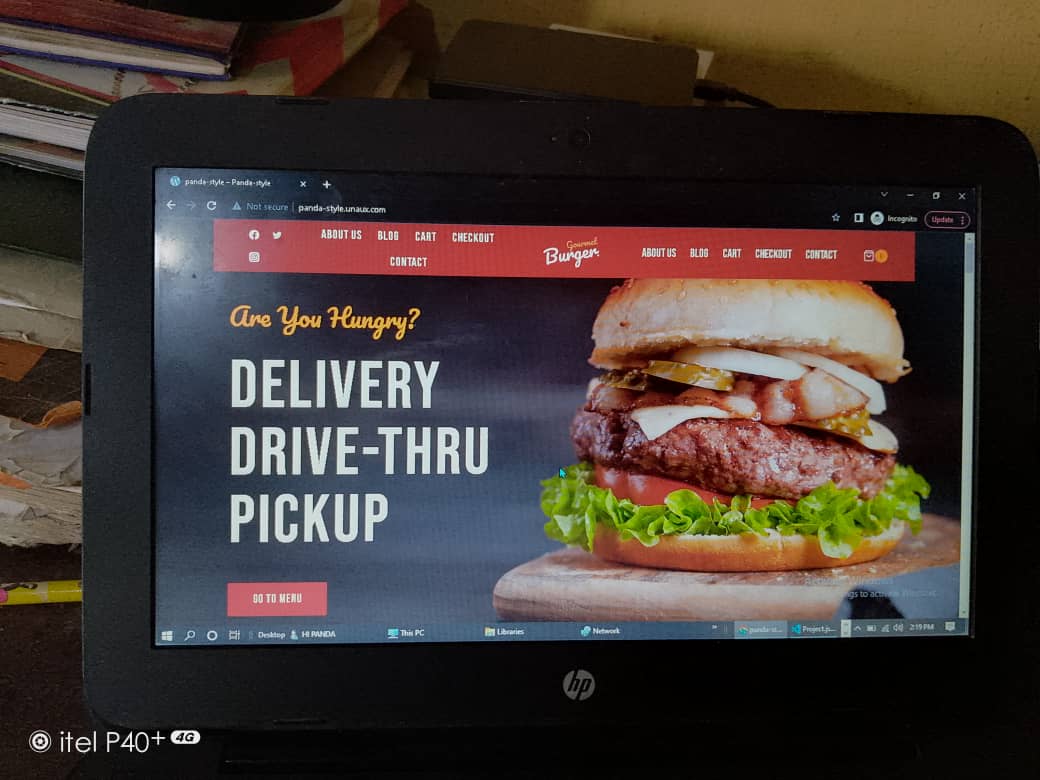 panda-style – Panda-style
Not secure
panda-style.unaux.com
Incognito
Update
ABOUT US BLOG CART CHECKOUT
CONTACT
Gourmet
Burger.
ABOUT US BLOG CART CHECKOUT CONTACT
Are You Hungry?
DELIVERY
DRIVE-THRU
PICKUP
GO TO MENU
Windows
to activate Windows.
Desktop HI PANDA This PC Libraries Network panda-st... Project.js... 2:19 PM
hp
itel P40+ 4G